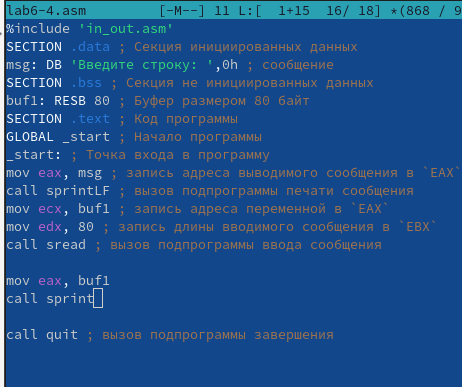 lab6-4.asm [-M--] 11 L:[ 1+15 16/ 18] *(868 / 9
%include 'in_out.asm'
SECTION .data ; Секция инициированных данных
msg: DB 'Введите строку: ',0h ; сообщение
SECTION .bss ; Секция не инициированных данных
buf1: RESB 80 ; Буфер размером 80 байт
SECTION .text ; Код программы
GLOBAL _start ; Начало программы
_start: ; Точка входа в программу
mov eax, msg ; запись адреса выводимого сообщения в `EAX`
call sprintLF ; вызов подпрограммы печати сообщения
mov ecx, buf1 ; запись адреса переменной в `EAX`
mov edx, 80 ; запись длины вводимого сообщения в `EBX`
call sread ; вызов подпрограммы ввода сообщения
mov eax, buf1
call sprint
call quit ; вызов подпрограммы завершения